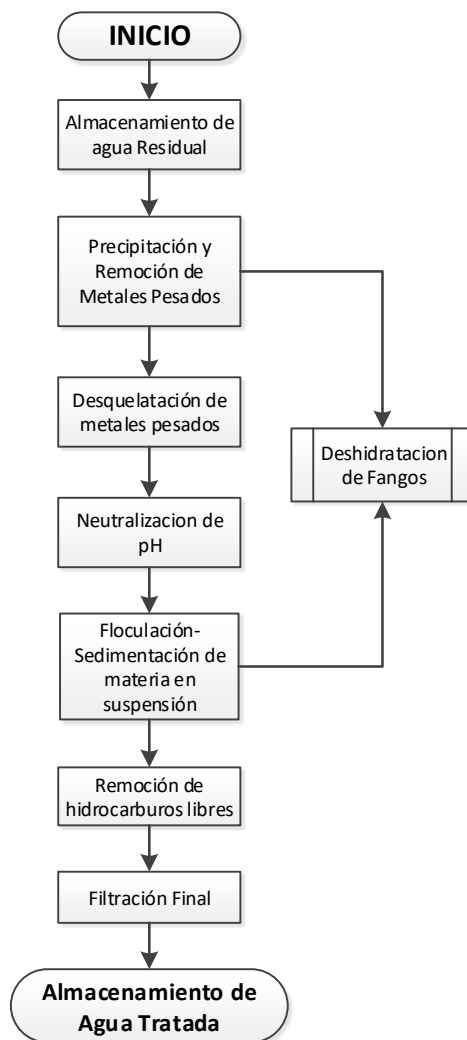 INICIO
Almacenamiento de
agua Residual
Precipitación y
Remoción de
Metales Pesados
Desquelatación de
metales pesados
Deshidratacion
de Fangos
Neutralizacion de
pH
Floculación-
Sedimentación de
materia en
suspensión
Remoción de
hidrocarburos libres
Filtración Final
Almacenamiento de
Agua Tratada